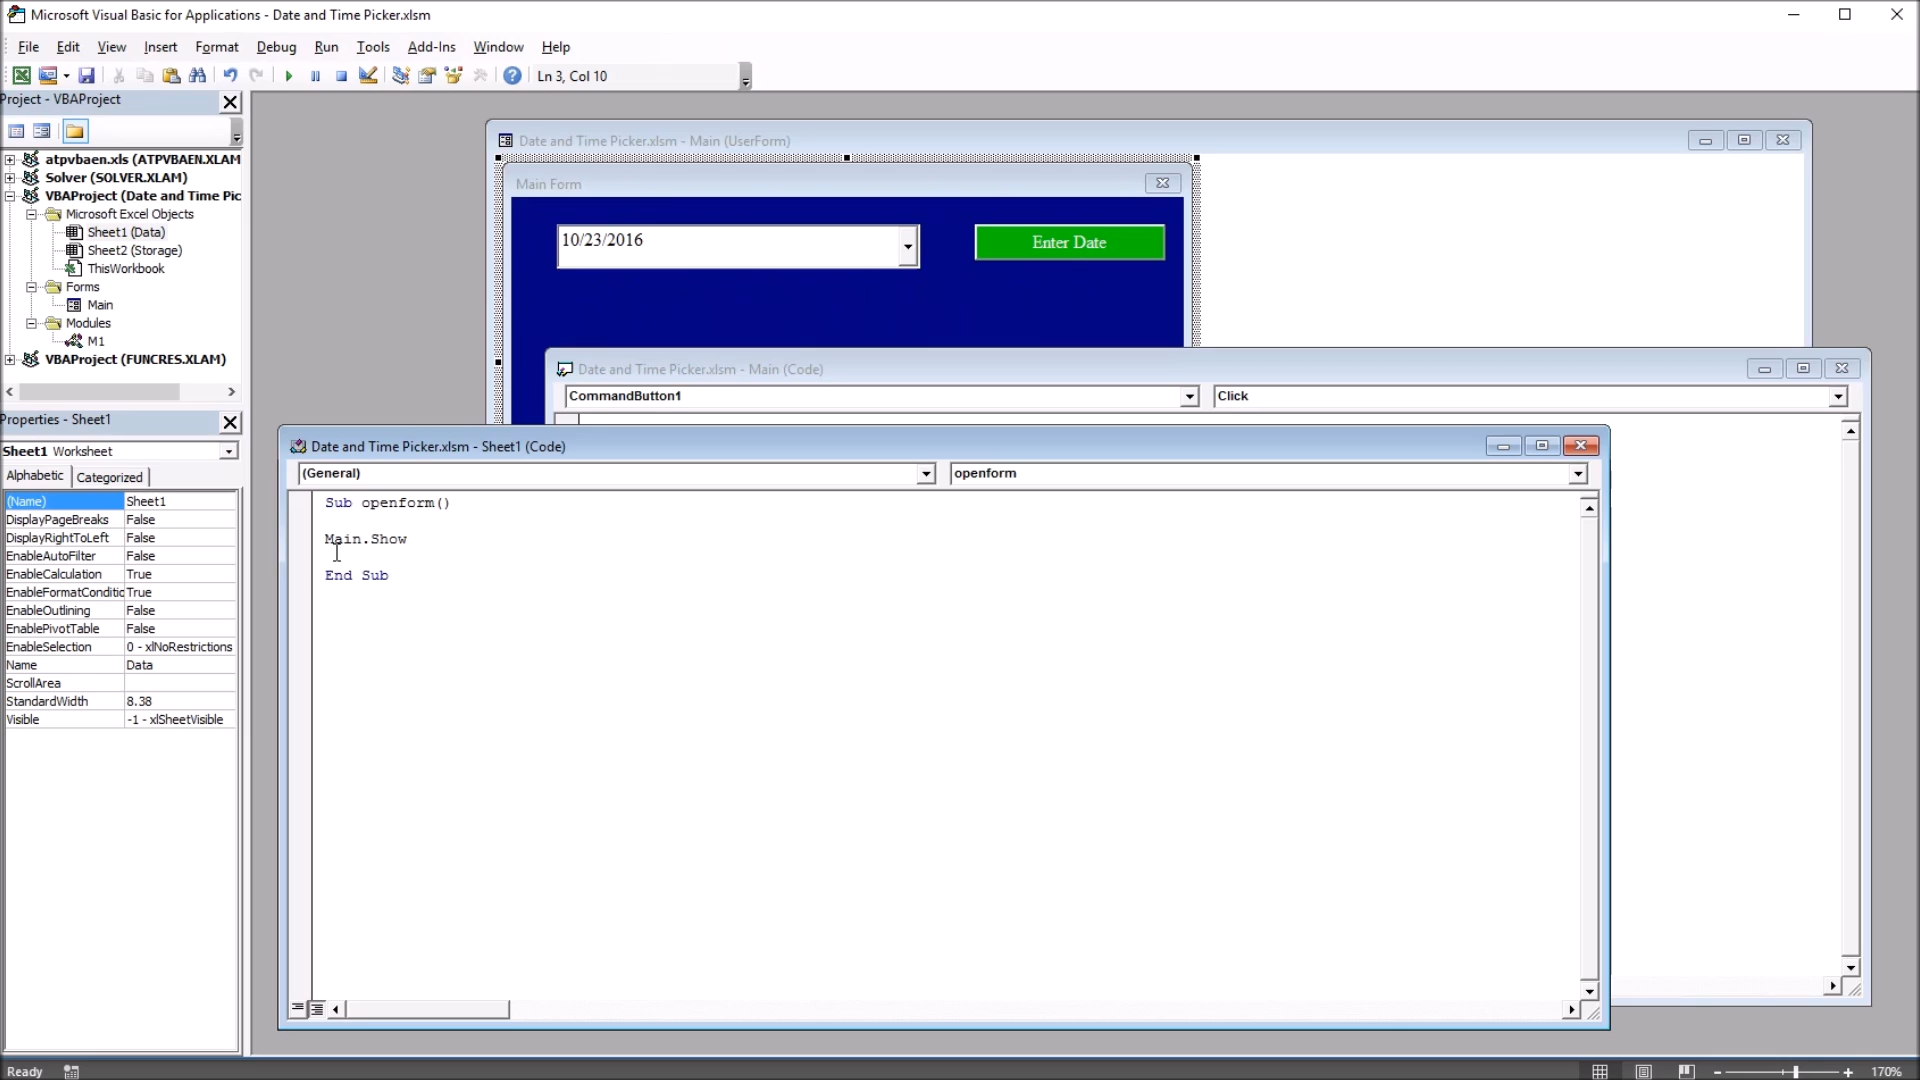 Microsoft Visual Basic for Applications - Date and Time Picker.xlsm
File Edit View Insert Format Debug Run Tools Add-Ins Window Help
Ln 3, Col 10
Project - VBAProject
atpvbaen.xls (ATPVBAEN.XLAM
Solver (SOLVER.XLAM)
VBAProject (Date and Time Pic
Microsoft Excel Objects
Sheet1 (Data)
Sheet2 (Storage)
ThisWorkbook
Forms
Main
Modules
M1
VBAProject (FUNCRES.XLAM)
Properties - Sheet1
Sheet1 Worksheet
Alphabetic Categorized
(Name) Sheet1
DisplayPageBreaks False
DisplayRightToLeft False
EnableAutoFilter False
EnableCalculation True
EnableFormatConditio True
EnableOutlining False
EnablePivotTable False
EnableSelection 0 - xlNoRestrictions
Name Data
ScrollArea
StandardWidth 8.38
Visible -1 - xlSheetVisible
Date and Time Picker.xlsm - Main (UserForm)
Main Form
10/23/2016
Enter Date
Date and Time Picker.xlsm - Main (Code)
CommandButton1 Click
Date and Time Picker.xlsm - Sheet1 (Code)
(General) openform
Sub openform()
Main.Show
End Sub
Ready
170%